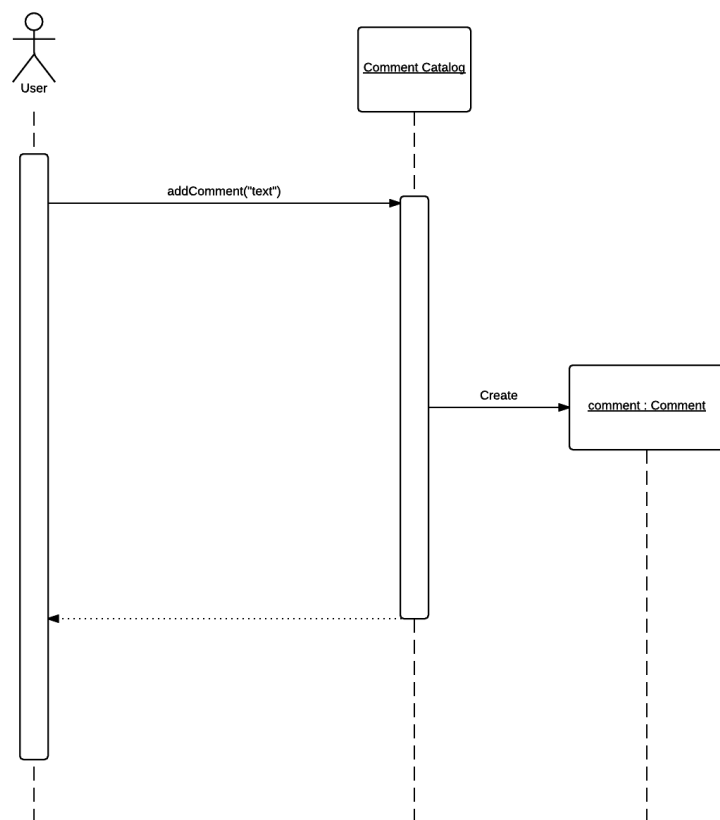 User
Comment Catalog
addComment("text")
Create
comment : Comment